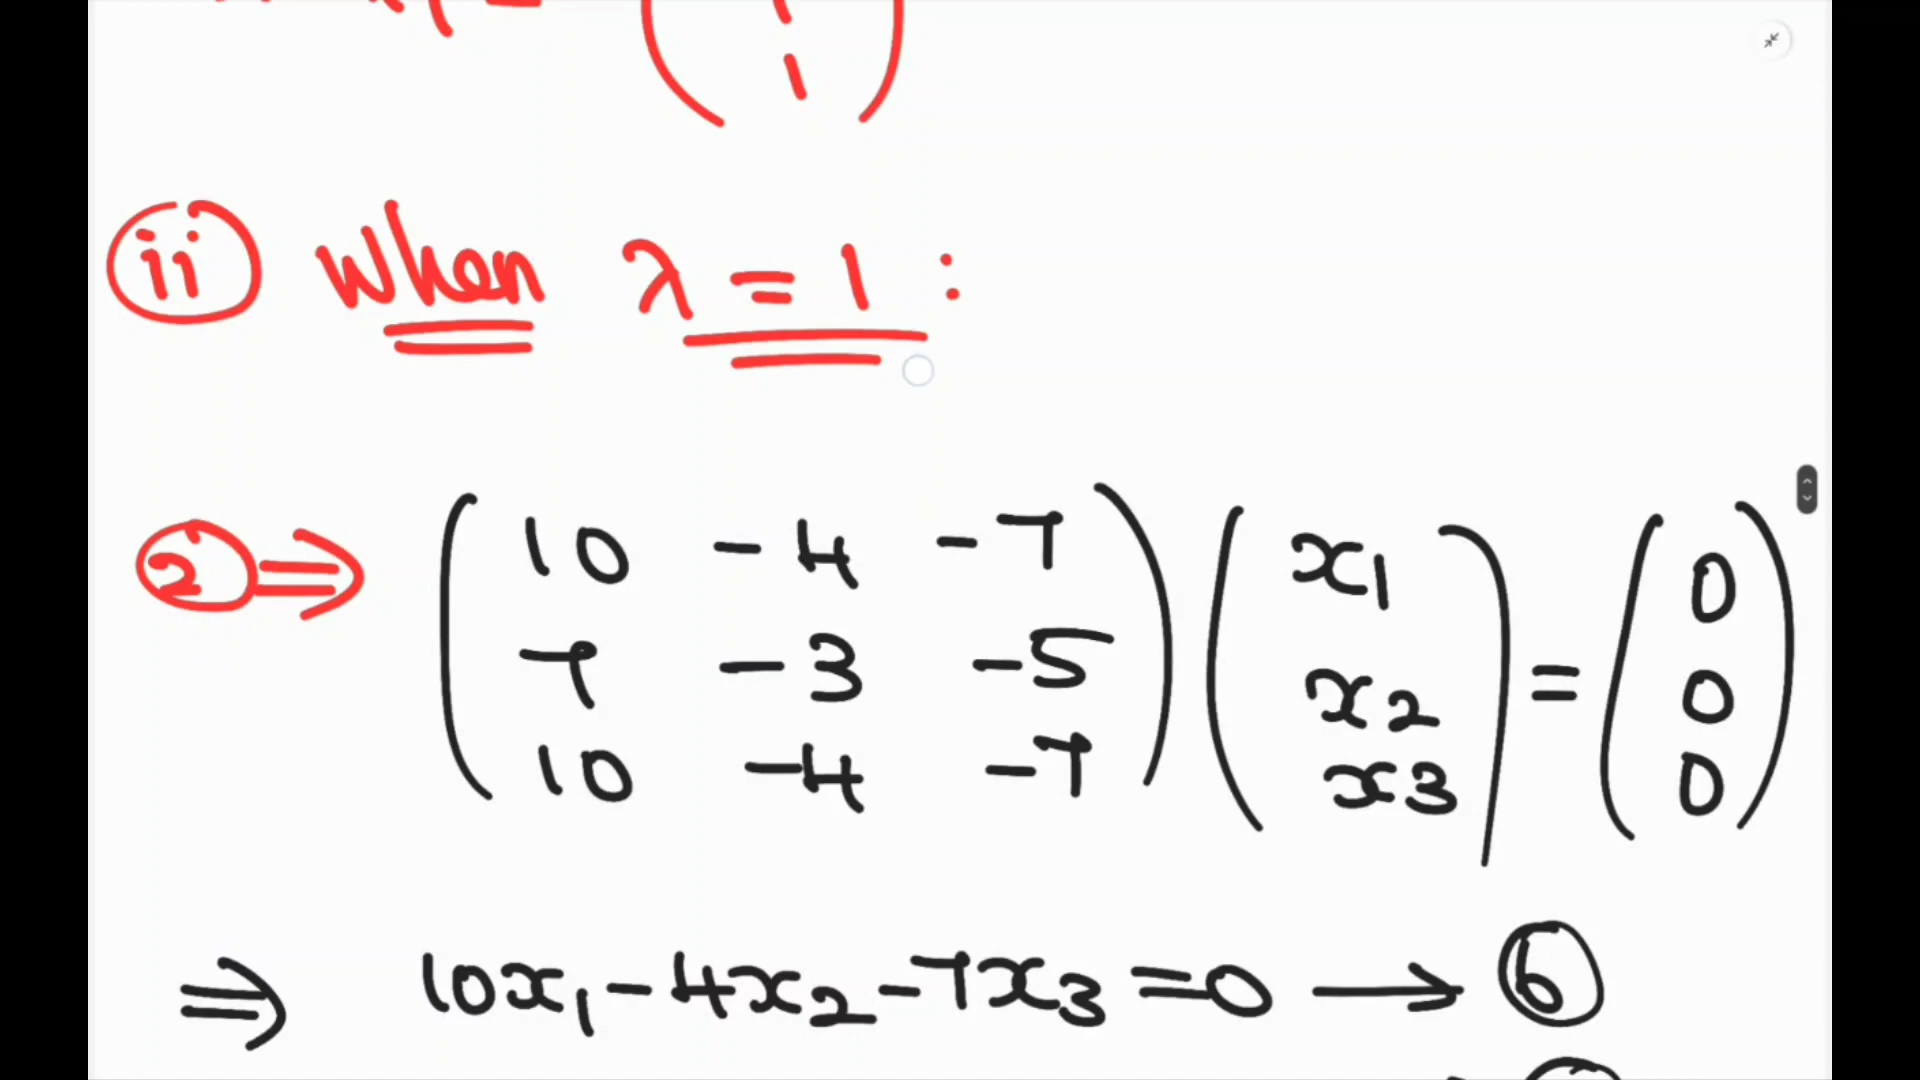 ii When λ = 1 :
2 ⇒ ( 10 -4 -7 ) ( x1 ) = ( 0 )
7 -3 -5 x2 0
10 -4 -7 x3 0
⇒ 10x1 - 4x2 - 7x3 = 0 → 6